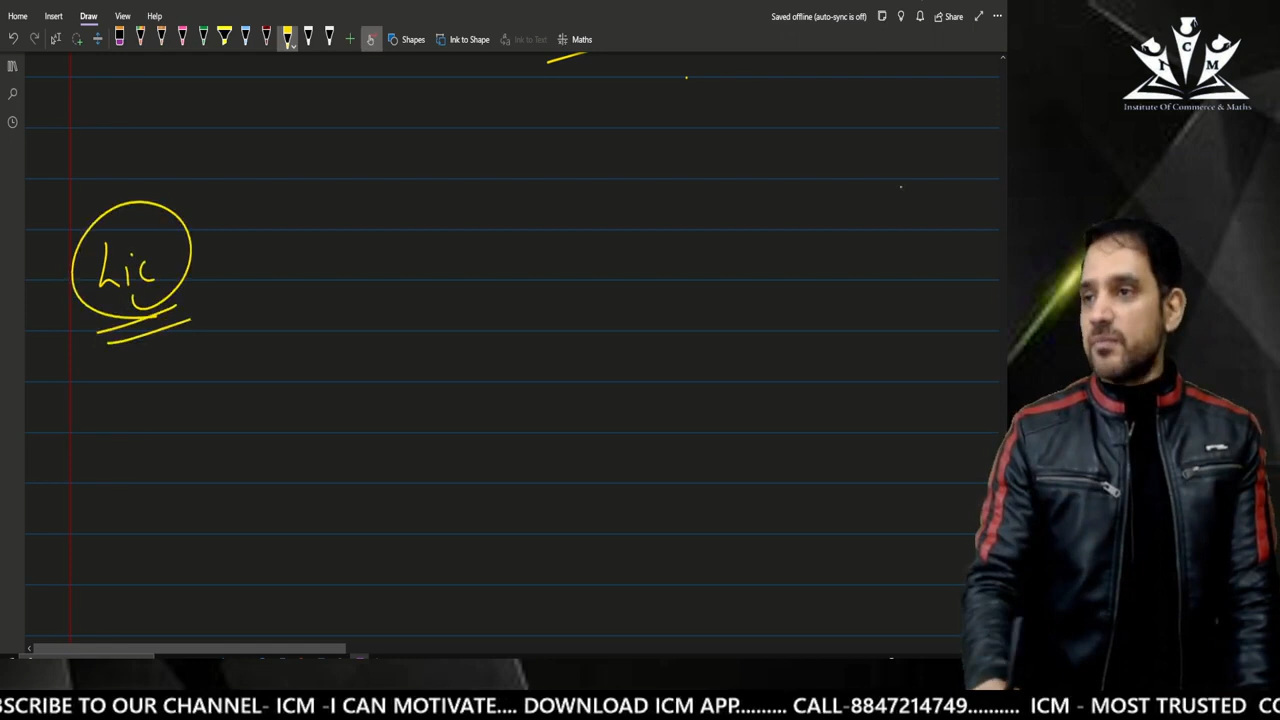 Home Insert Draw View Help
Saved offline (auto-sync is off) Share
Shapes Ink to Shape Ink to Text Maths
I C M
Institute Of Commerce & Maths
Lic
BSCRIBE TO OUR CHANNEL- ICM -I CAN MOTIVATE.... DOWNLOAD ICM APP......... CALL-8847214749.......... ICM - MOST TRUSTED CO